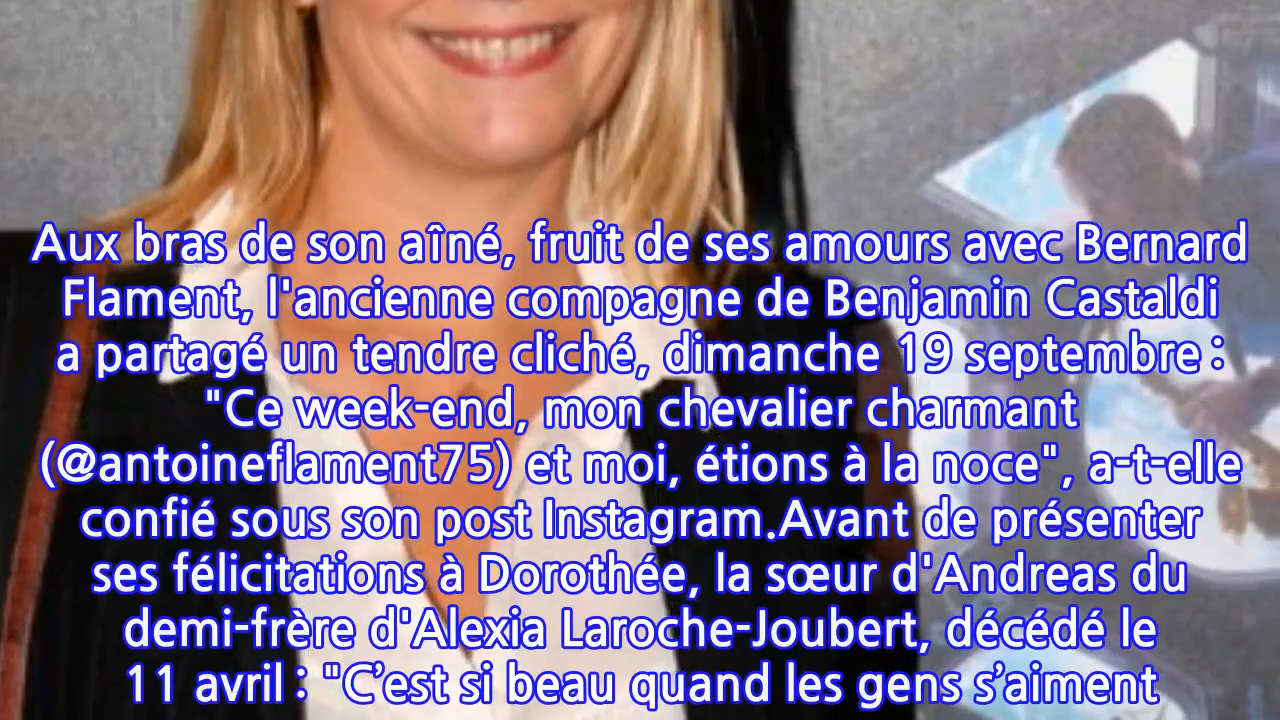 Aux bras de son aîné, fruit de ses amours avec Bernard
Flament, l'ancienne compagne de Benjamin Castaldi
a partagé un tendre cliché, dimanche 19 septembre :
"Ce week-end, mon chevalier charmant
(@antoineflament75) et moi, étions à la noce", a-t-elle
confié sous son post Instagram.Avant de présenter
ses félicitations à Dorothée, la sœur d'Andreas du
demi-frère d'Alexia Laroche-Joubert, décédé le
11 avril : "C’est si beau quand les gens s’aiment